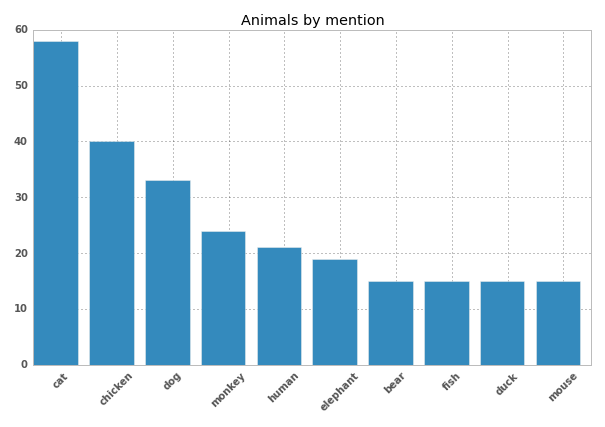 Animals by mention
60
50
40
30
20
10
0
cat
chicken
dog
monkey
human
elephant
bear
fish
duck
mouse